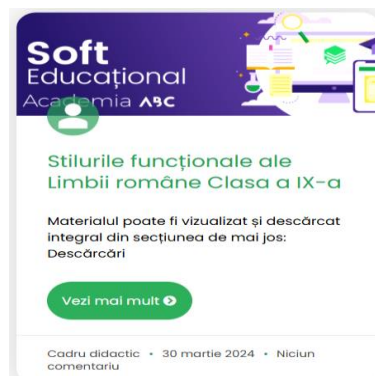 Soft
Educațional
Academia ABC
Stilurile funcționale ale
Limbii române Clasa a IX-a
Materialul poate fi vizualizat și descărcat
integral din secțiunea de mai jos:
Descărcări
Vezi mai mult
Cadru didactic • 30 martie 2024 • Niciun
comentariu